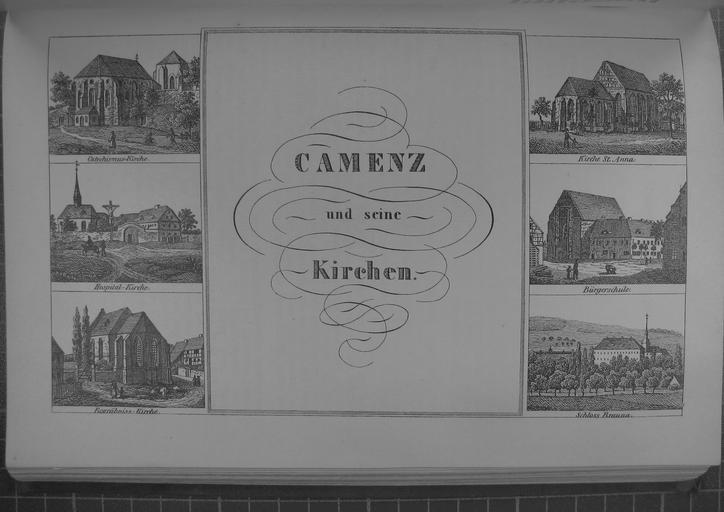 Catechismus-Kirche.
Hospital-Kirche.
Begräbniss-Kirche.
CAMENZ
und seine
Kirchen.
Kirche St. Anna.
Bürgerschule.
Schloss Brauna.